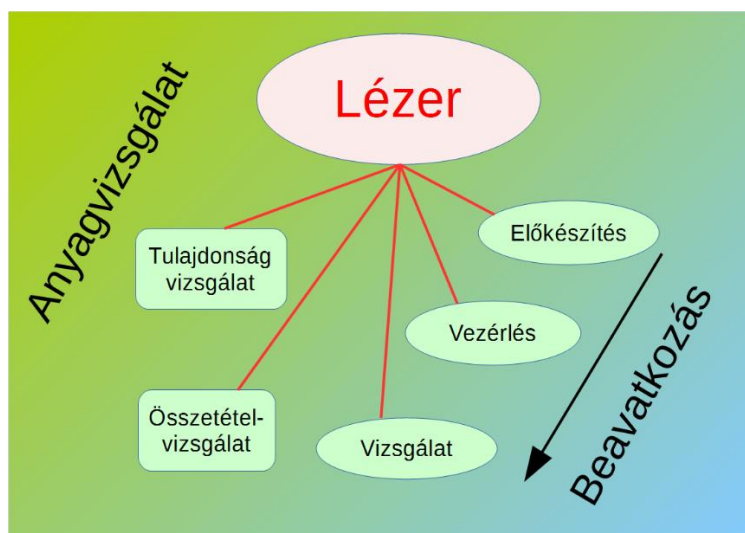 Anyagvizsgálat
Lézer
Tulajdonság
vizsgálat
Összetétel-
vizsgálat
Vizsgálat
Vezérlés
Előkészítés
Beavatkozás